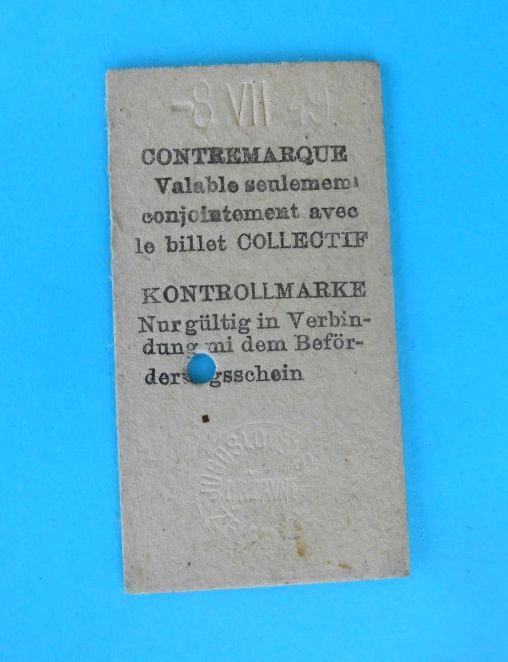 -8 VII 49
CONTREMARQUE
Valable seulement
conjointement avec
le billet COLLECTIF
KONTROLLMARKE
Nur gültig in Verbin-
dung mi dem Beför-
derungsschein